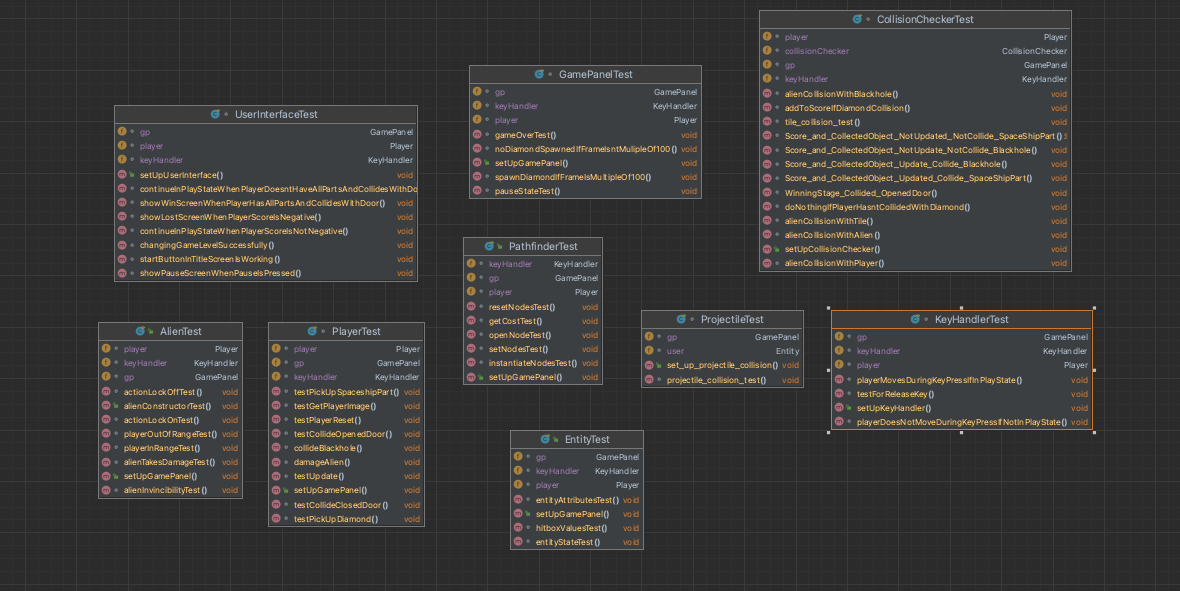 CollisionCheckerTest
player Player
collisionChecker CollisionChecker
gp GamePanel
keyHandler KeyHandler
alienCollisionWithBlackhole() void
addToScoreIfDiamondCollision() void
tile_collision_test() void
Score_and_CollectedObject_NotUpdated_NotCollide_SpaceShipPart()
Score_and_CollectedObject_NotUpdate_NotCollide_Blackhole() void
Score_and_CollectedObject_Update_Collide_Blackhole() void
Score_and_CollectedObject_Updated_Collide_SpaceShipPart() void
WinningStage_Collided_OpenedDoor() void
doNothingIfPlayerHasntCollidedWithDiamond() void
alienCollisionWithTile() void
alienCollisionWithAlien() void
setUpCollisionChecker() void
alienCollisionWithPlayer() void
GamePanelTest
gp GamePanel
keyHandler KeyHandler
player Player
gameOverTest() void
noDiamondSpawnedIfFrameIsntMulipleOf100() void
setUpGamePanel() void
spawnDiamondIfFrameIsMultipleOf100() void
pauseStateTest() void
UserInterfaceTest
gp GamePanel
player Player
keyHandler KeyHandler
setUpUserInterface() void
continueInPlayStateWhenPlayerDoesntHaveAllPartsAndCollidesWithDo
showWinScreenWhenPlayerHasAllPartsAndCollidesWithDoor() void
showLostScreenWhenPlayerScoreIsNegative() void
continuePlayStateWhenPlayerScoreIsNotNegative() void
changingGameLevelSuccessfully() void
startButtonInTitleScreenIsWorking() void
showPauseScreenWhenPauseIsPressed() void
PathfinderTest
keyHandler KeyHandler
gp GamePanel
player Player
resetNodesTest() void
getCostTest() void
openNodeTest() void
setNodesTest() void
instantiateNodesTest() void
setUpGamePanel() void
ProjectileTest
gp GamePanel
user Entity
set_up_projectile_collision() void
projectile_collision_test() void
KeyHandlerTest
gp GamePanel
keyHandler KeyHandler
player Player
playerMovesDuringKeyPressIfInPlayState() void
testForReleaseKey() void
setUpKeyHandler() void
playerDoesNotMoveDuringKeyPressIfNotInPlayState() void
AlienTest
player Player
keyHandler KeyHandler
gp GamePanel
actionLockOffTest() void
alienConstructorTest() void
actionLockOnTest() void
playerOutOfRangeTest() void
playerInRangeTest() void
alienTakesDamageTest() void
setUpGamePanel() void
alienInvincibilityTest() void
PlayerTest
player Player
gp GamePanel
keyHandler KeyHandler
testPickUpSpaceshipPart() void
testGetPlayerImage() void
testPlayerReset() void
testCollideOpenedDoor() void
collideBlackhole() void
damageAlien() void
testUpdate() void
setUpGamePanel() void
testCollideClosedDoor() void
testPickUpDiamond() void
EntityTest
gp GamePanel
keyHandler KeyHandler
player Player
entityAttributesTest() void
setUpGamePanel() void
hitboxValuesTest() void
entityStateTest() void